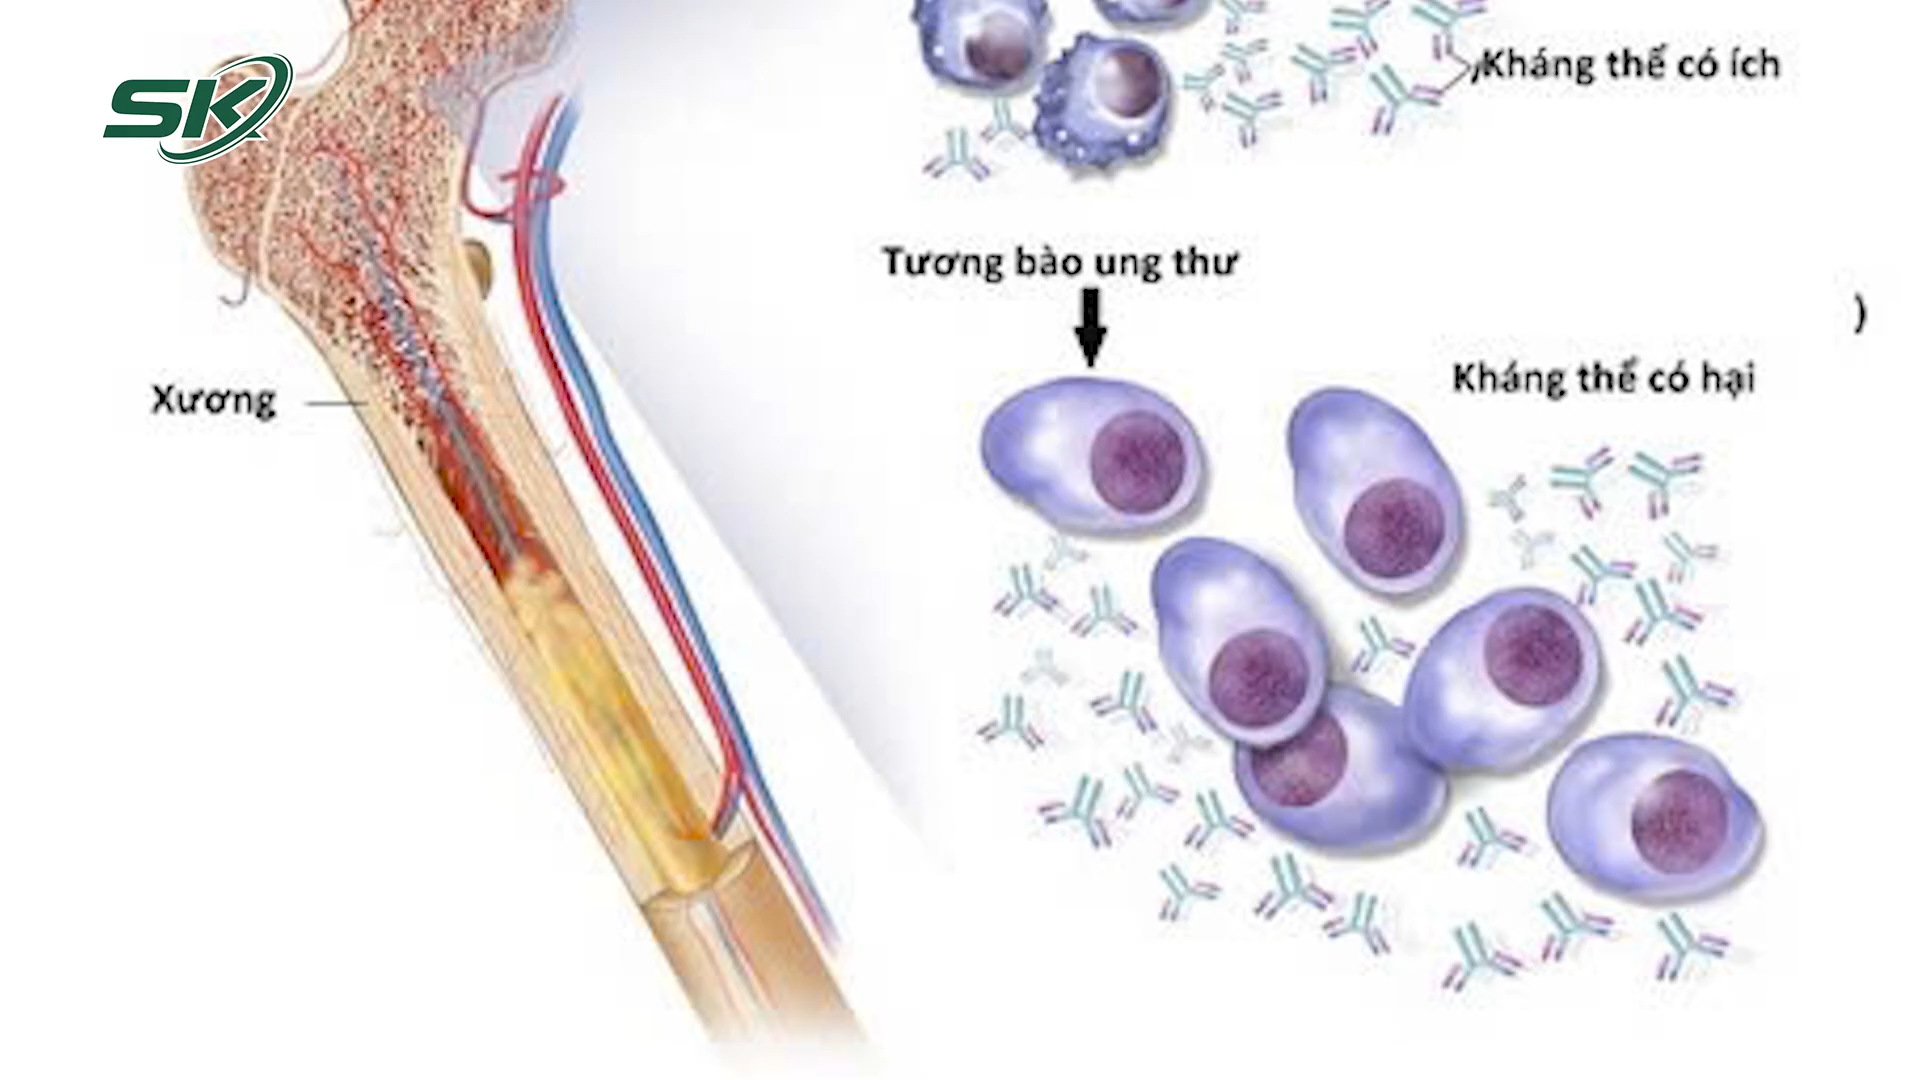 SK
Kháng thể có ích
Tương bào ung thư
)
Kháng thể có hại
Xương